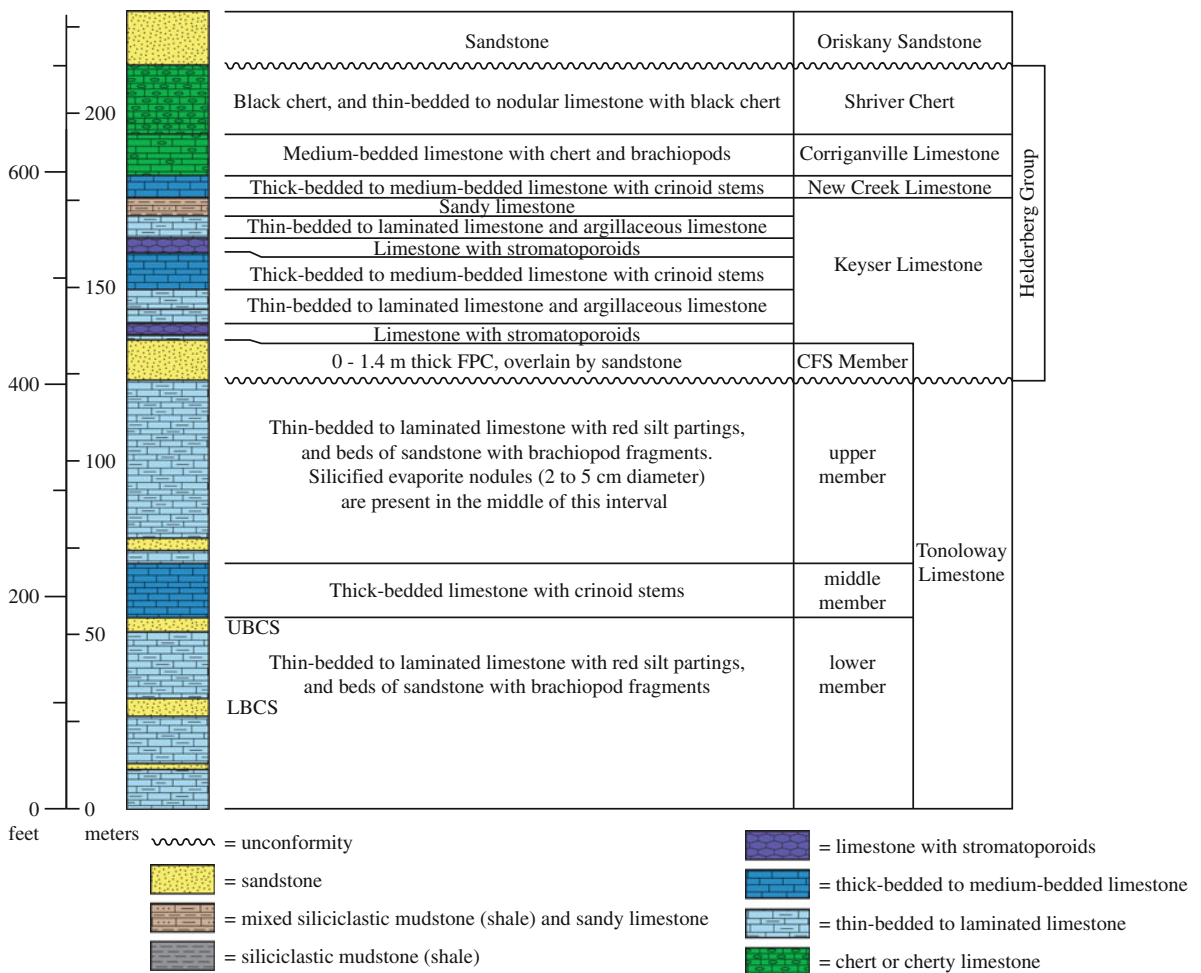 Sandstone
Oriskany Sandstone
Black chert, and thin-bedded to nodular limestone with black chert
Shriver Chert
200
Medium-bedded limestone with chert and brachiopods
Corriganville Limestone
600
Thick-bedded to medium-bedded limestone with crinoid stems
New Creek Limestone
Sandy limestone
Thin-bedded to laminated limestone and argillaceous limestone
Limestone with stromatoporoids
Keyser Limestone
Helderberg Group
Thick-bedded to medium-bedded limestone with crinoid stems
150
Thin-bedded to laminated limestone and argillaceous limestone
Limestone with stromatoporoids
0 - 1.4 m thick FPC, overlain by sandstone
CFS Member
400
Thin-bedded to laminated limestone with red silt partings,
and beds of sandstone with brachiopod fragments.
Silicified evaporite nodules (2 to 5 cm diameter)
are present in the middle of this interval
upper
member
100
Tonoloway
Limestone
Thick-bedded limestone with crinoid stems
middle
member
200
UBCS
50
Thin-bedded to laminated limestone with red silt partings,
and beds of sandstone with brachiopod fragments
lower
member
LBCS
0
0
feet
meters
= unconformity
= sandstone
= mixed siliciclastic mudstone (shale) and sandy limestone
= siliciclastic mudstone (shale)
= limestone with stromatoporoids
= thick-bedded to medium-bedded limestone
= thin-bedded to laminated limestone
= chert or cherty limestone